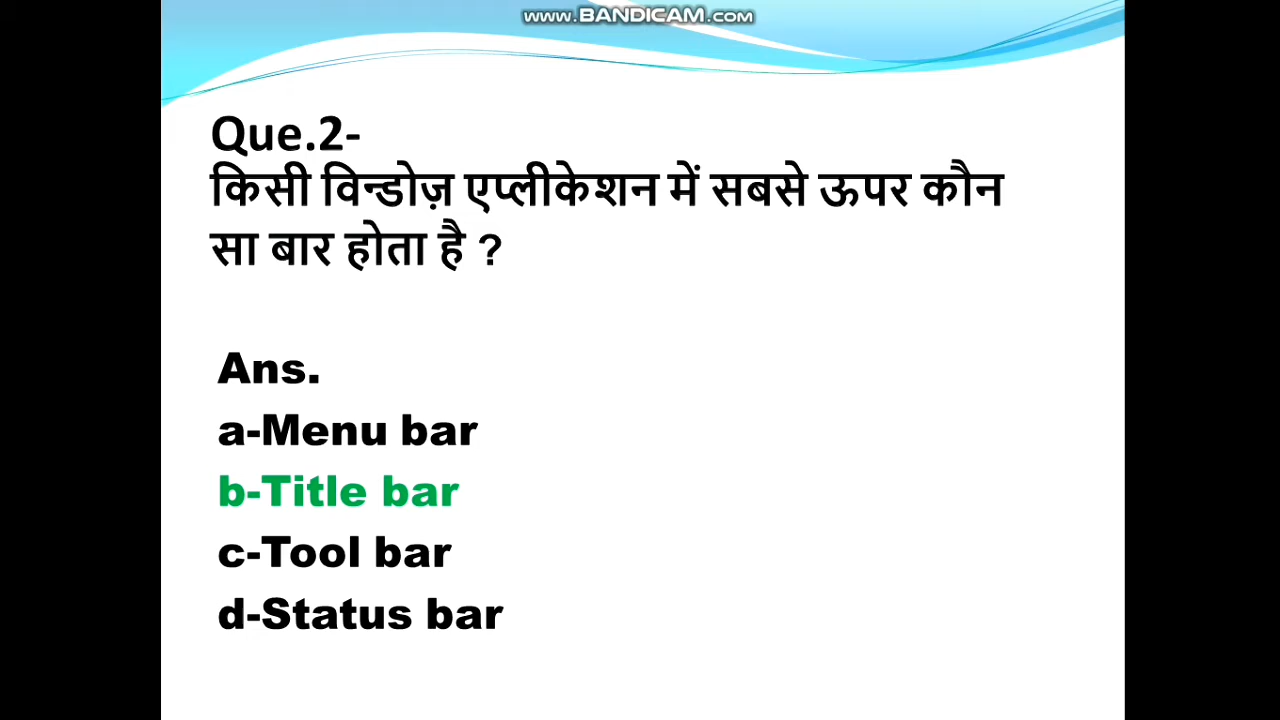 www.BANDICAM.com
Que.2-
किसी विन्डोज़ एप्लीकेशन में सबसे ऊपर कौन
सा बार होता है ?
Ans.
a-Menu bar
b-Title bar
c-Tool bar
d-Status bar